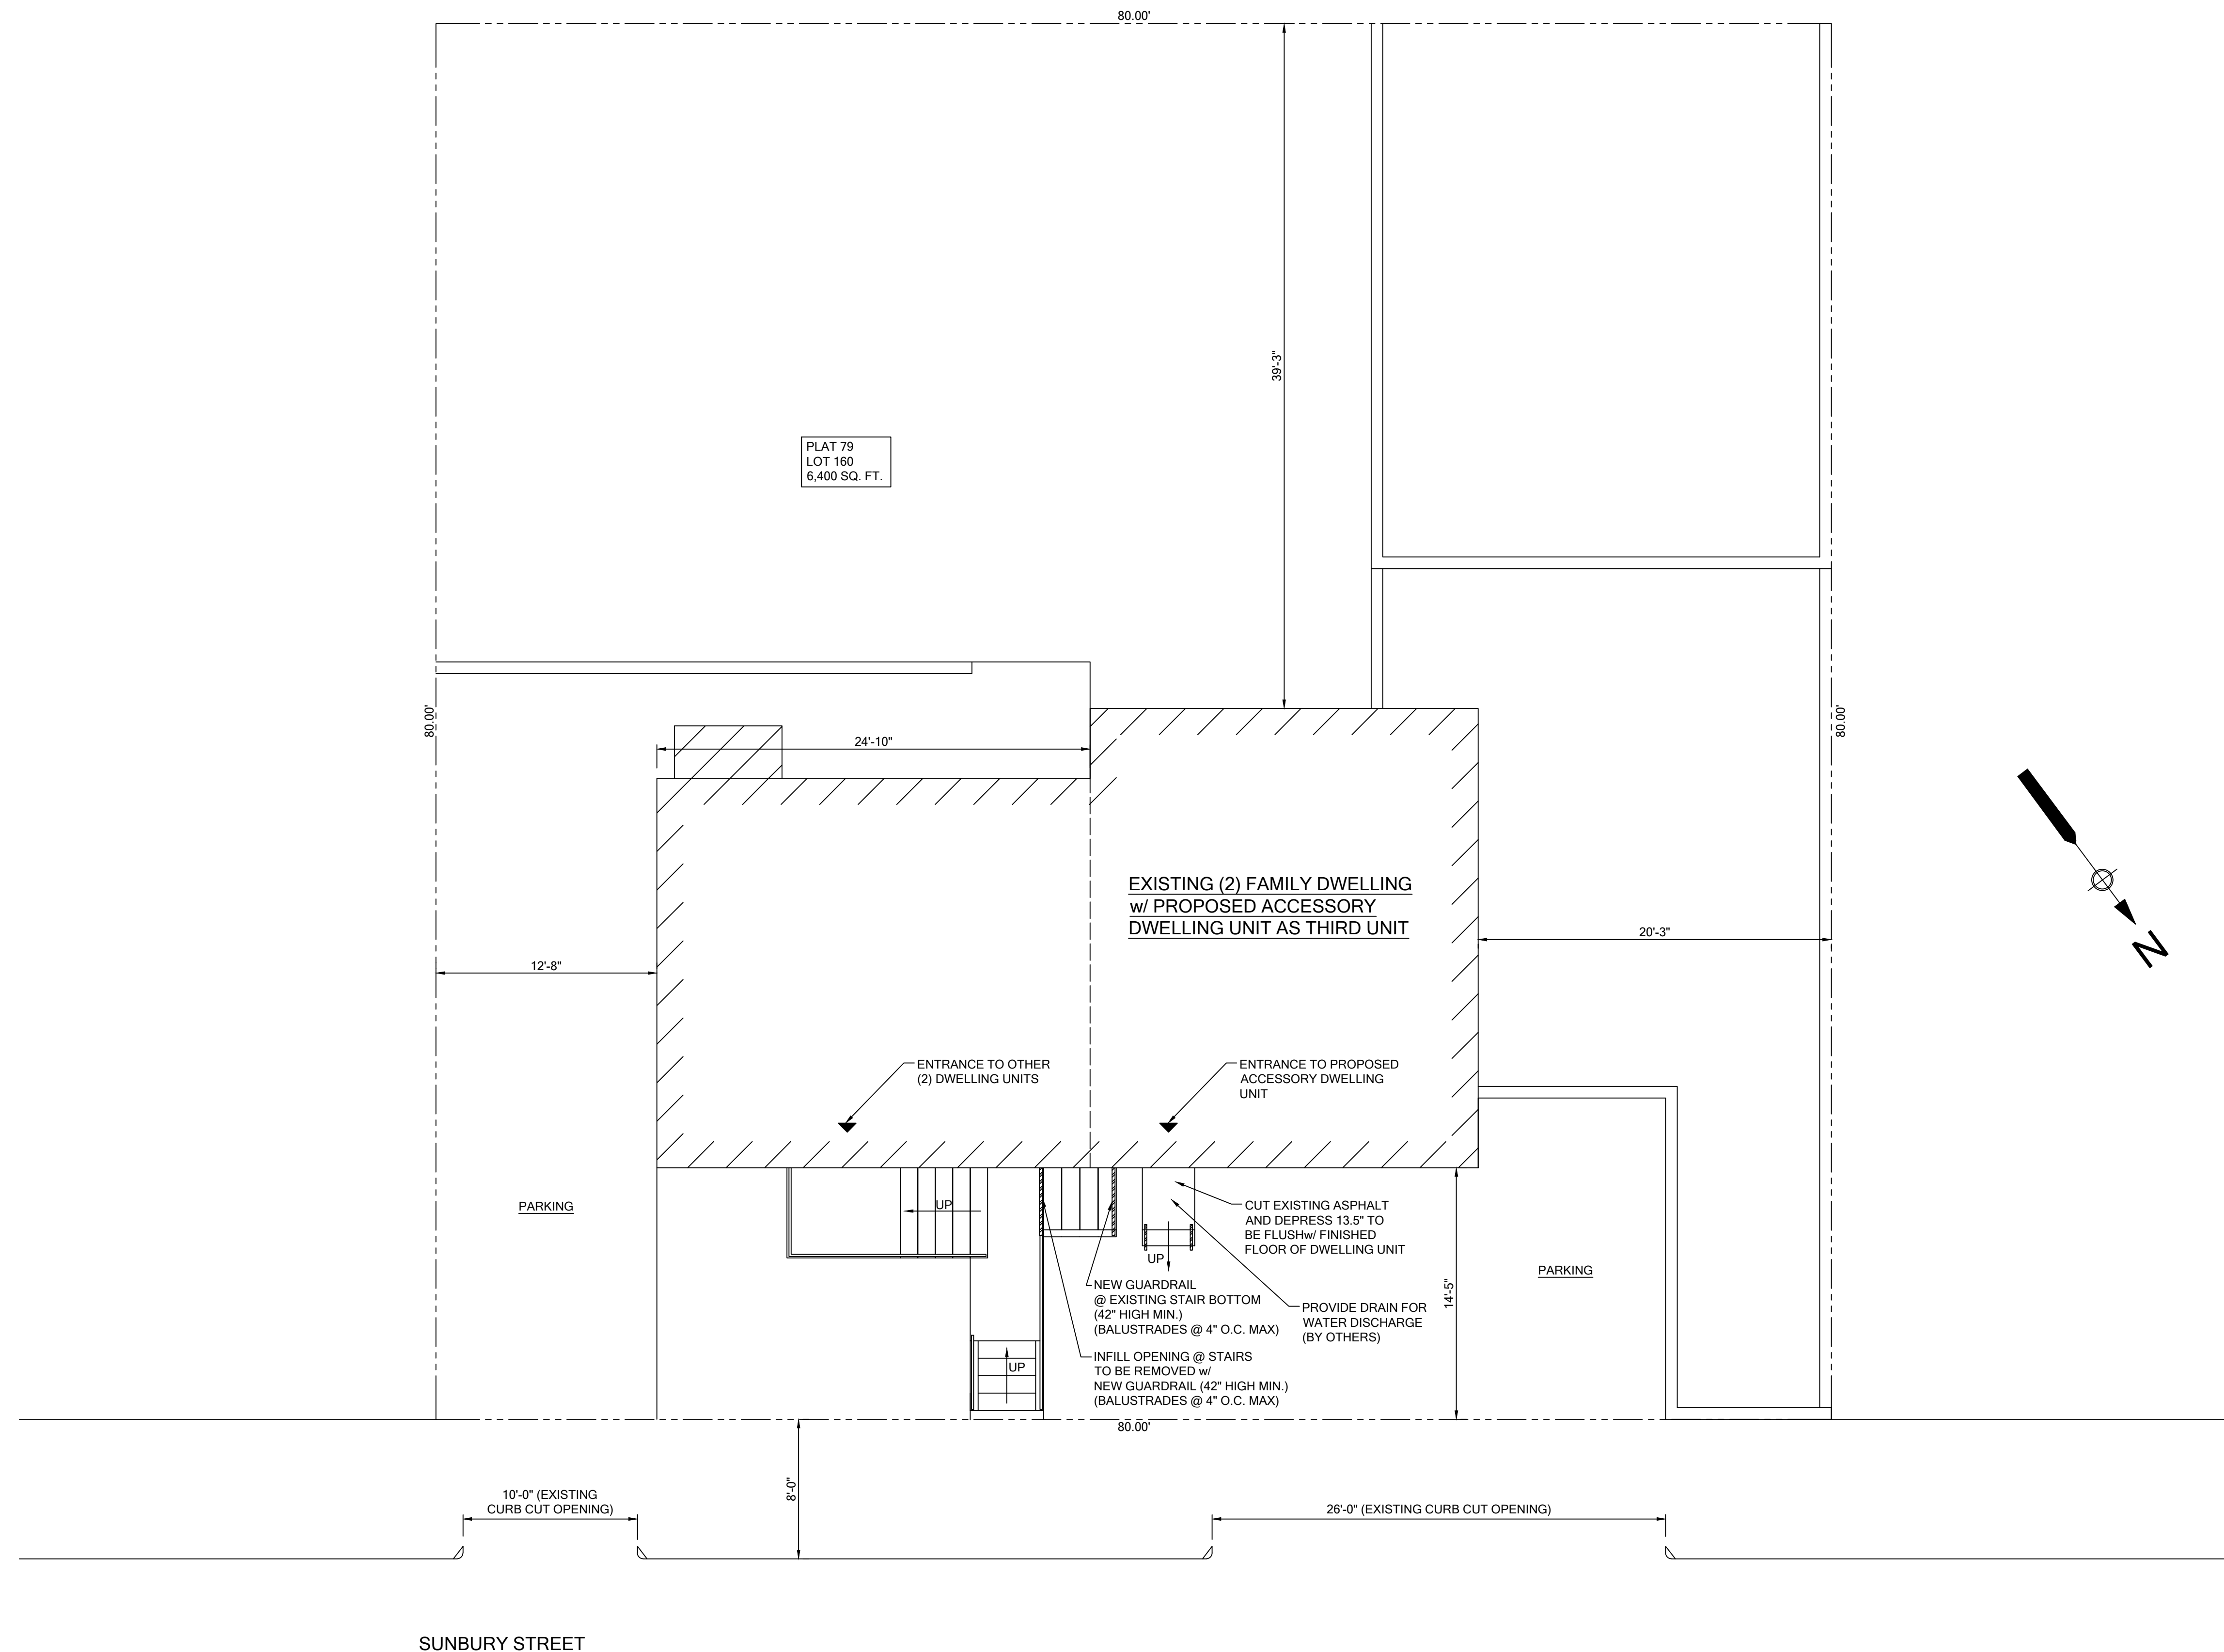 80.00'
39'-3"
PLAT 79
LOT 160
6,400 SQ. FT.
80.00'
80.00'
24'-10"
EXISTING (2) FAMILY DWELLING
w/ PROPOSED ACCESSORY
DWELLING UNIT AS THIRD UNIT
20'-3"
12'-8"
N
ENTRANCE TO OTHER
(2) DWELLING UNITS
ENTRANCE TO PROPOSED
ACCESSORY DWELLING
UNIT
PARKING
UP
CUT EXISTING ASPHALT
AND DEPRESS 13.5" TO
BE FLUSHw/ FINISHED
FLOOR OF DWELLING UNIT
UP
PARKING
14'-5"
NEW GUARDRAIL
@ EXISTING STAIR BOTTOM
(42" HIGH MIN.)
(BALUSTRADES @ 4" O.C. MAX)
PROVIDE DRAIN FOR
WATER DISCHARGE
(BY OTHERS)
UP
INFILL OPENING @ STAIRS
TO BE REMOVED w/
NEW GUARDRAIL (42" HIGH MIN.)
(BALUSTRADES @ 4" O.C. MAX)
80.00'
8'-0"
10'-0" (EXISTING
CURB CUT OPENING)
26'-0" (EXISTING CURB CUT OPENING)
SUNBURY STREET